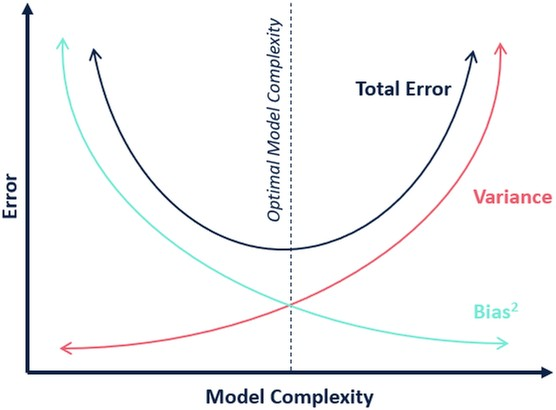 Optimal Model Complexity
Total Error
Error
Variance
Bias²
Model Complexity